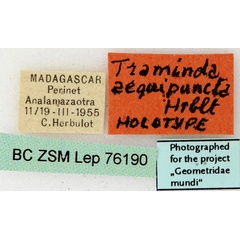 MADAGASCAR
Perinet
Analamazaotra
11/19-III-1955
C. Herbulot
Traminda
aequipuncta
Hrblt
HOLOTYPE
BC ZSM Lep 76190
Photographed
for the project
„Geometridae
mundi“